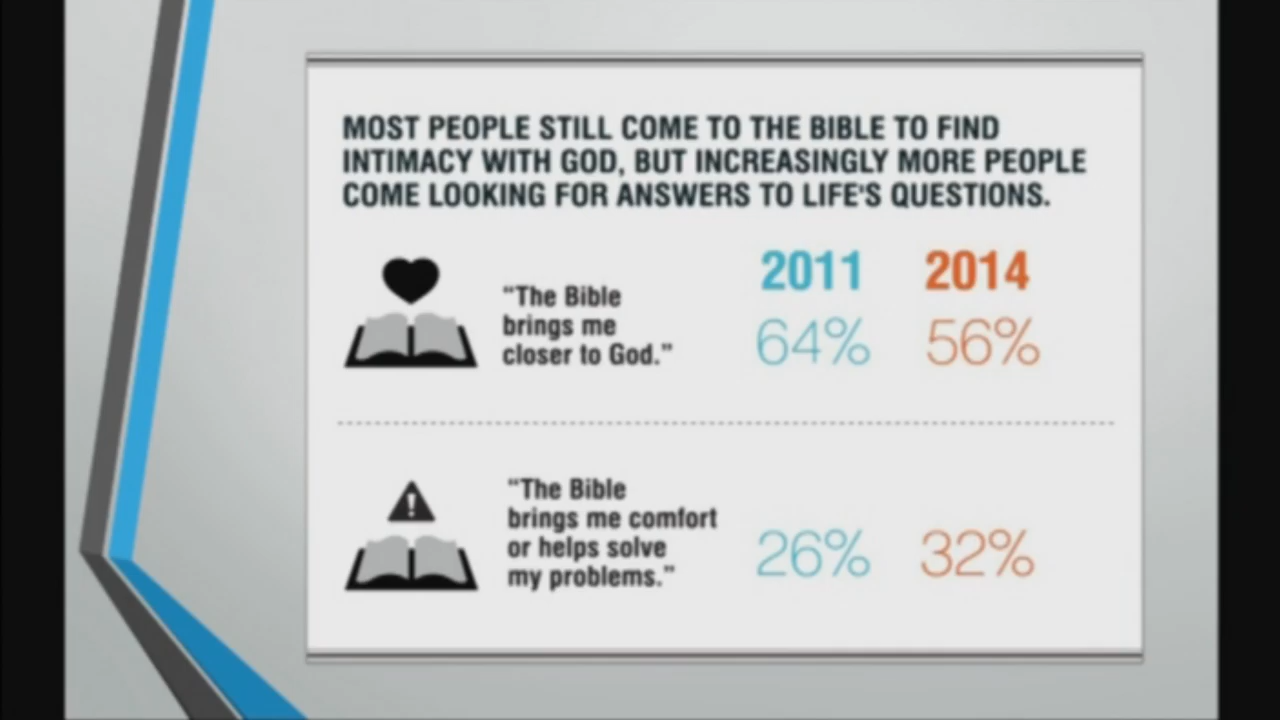 MOST PEOPLE STILL COME TO THE BIBLE TO FIND
INTIMACY WITH GOD, BUT INCREASINGLY MORE PEOPLE
COME LOOKING FOR ANSWERS TO LIFE'S QUESTIONS.
2011 2014
“The Bible
brings me
closer to God.”
64% 56%
“The Bible
brings me comfort
or helps solve
my problems.”
26% 32%